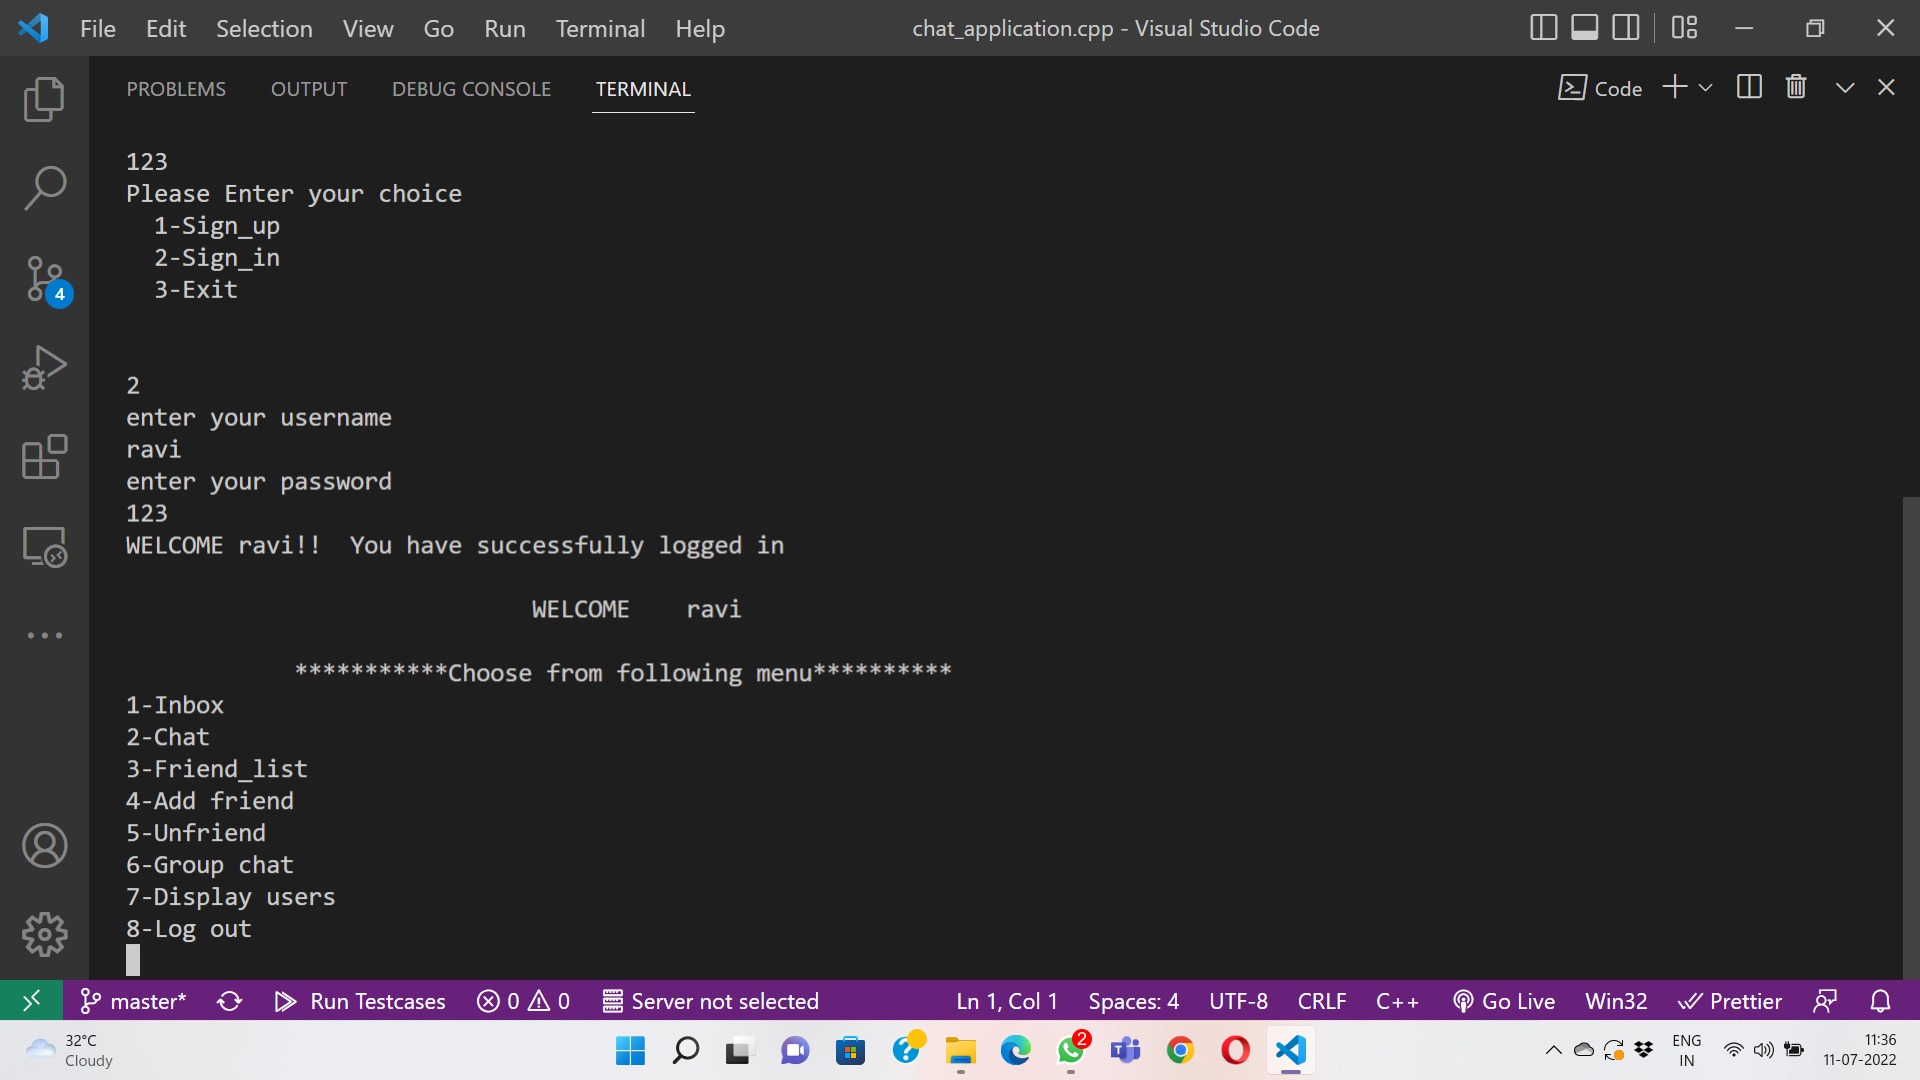 File Edit Selection View Go Run Terminal Help chat_application.cpp - Visual Studio Code
PROBLEMS OUTPUT DEBUG CONSOLE TERMINAL Code
123
Please Enter your choice
1-Sign_up
2-Sign_in
3-Exit
4
2
enter your username
ravi
enter your password
123
WELCOME ravi!!  You have successfully logged in
WELCOME    ravi
***********Choose from following menu**********
1-Inbox
2-Chat
3-Friend_list
4-Add friend
5-Unfriend
6-Group chat
7-Display users
8-Log out
master* Run Testcases 0 0 Server not selected Ln 1, Col 1 Spaces: 4 UTF-8 CRLF C++ Go Live Win32 Prettier
32°C
Cloudy
2
ENG
IN
11:36
11-07-2022